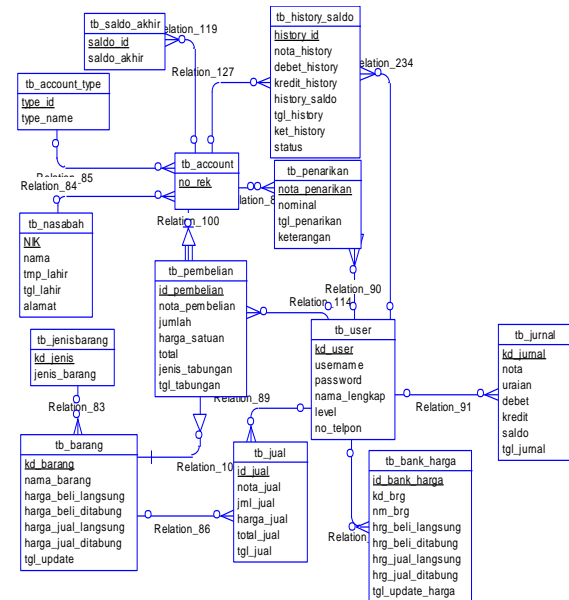 tb_saldo_akhir
saldo_id
saldo_akhir
Relation_119
tb_history_saldo
history_id
nota_history
debet_history
kredit_history
history_saldo
tgl_history
ket_history
status
Relation_234
Relation_127
tb_account_type
type_id
type_name
Relation_84
tb_account
no_rek
tb_penarikan
nota_penarikan
nominal
tgl_penarikan
keterangan
Relation_100
tb_nasabah
NIK
nama
tmp_lahir
tgl_lahir
alamat
tb_pembelian
id_pembelian
nota_pembelian
jumlah
harga_satuan
total
jenis_tabungan
tgl_tabungan
Relation_90
Relation_114
tb_user
kd_user
username
password
nama_lengkap
level
no_telpon
tb_jurnal
kd_jurnal
nota
uraian
debet
kredit
saldo
tgl_jurnal
Relation_91
tb_jenisbarang
kd_jenis
jenis_barang
Relation_83
Relation_89
tb_barang
kd_barang
nama_barang
harga_beli_langsung
harga_beli_ditabung
harga_jual_langsung
harga_jual_ditabung
tgl_update
Relation_10
Relation_86
tb_jual
id_jual
nota_jual
jml_jual
harga_jual
total_jual
tgl_jual
tb_bank_harga
id_bank_harga
kd_brg
nm_brg
hrg_beli_langsung
hrg_beli_ditabung
hrg_jual_langsung
hrg_jual_ditabung
tgl_update_harga